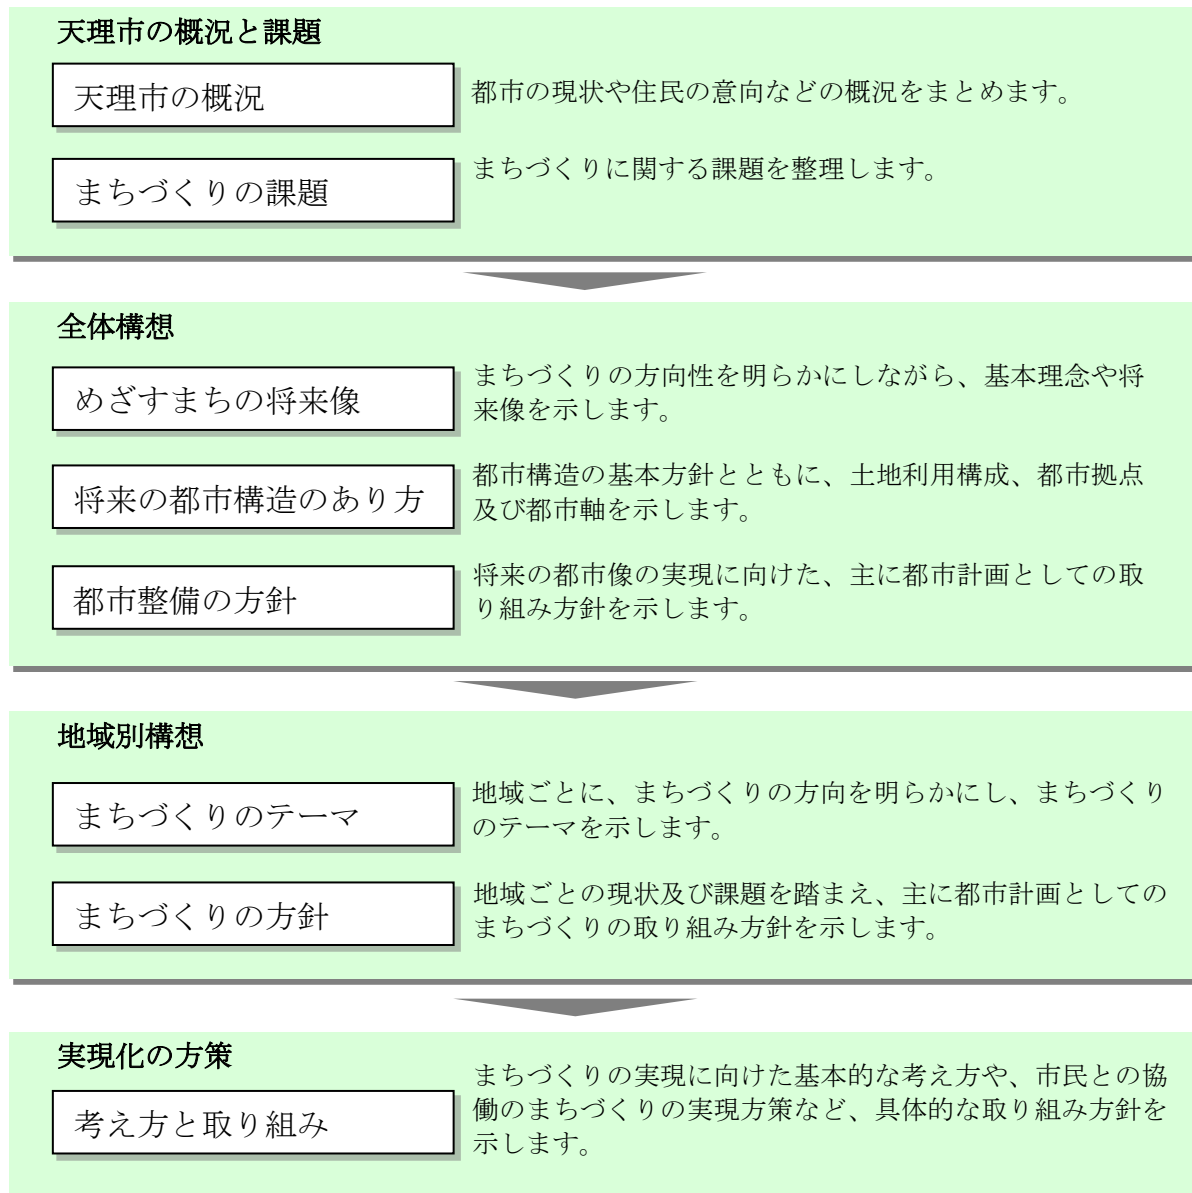 天理市の概況と課題
天理市の概況
都市の現状や住民の意向などの概況をまとめます。
まちづくりの課題
まちづくりに関する課題を整理します。
全体構想
めざすまちの将来像
まちづくりの方向性を明らかにしながら、基本理念や将
来像を示します。
将来の都市構造のあり方
都市構造の基本方針とともに、土地利用構成、都市拠点
及び都市軸を示します。
都市整備の方針
将来の都市像の実現に向けた、主に都市計画としての取
り組み方針を示します。
地域別構想
まちづくりのテーマ
地域ごとに、まちづくりの方向を明らかにし、まちづくり
のテーマを示します。
まちづくりの方針
地域ごとの現状及び課題を踏まえ、主に都市計画としての
まちづくりの取り組み方針を示します。
実現化の方策
考え方と取り組み
まちづくりの実現に向けた基本的な考え方や、市民との協
働のまちづくりの実現方策など、具体的な取り組み方針を
示します。